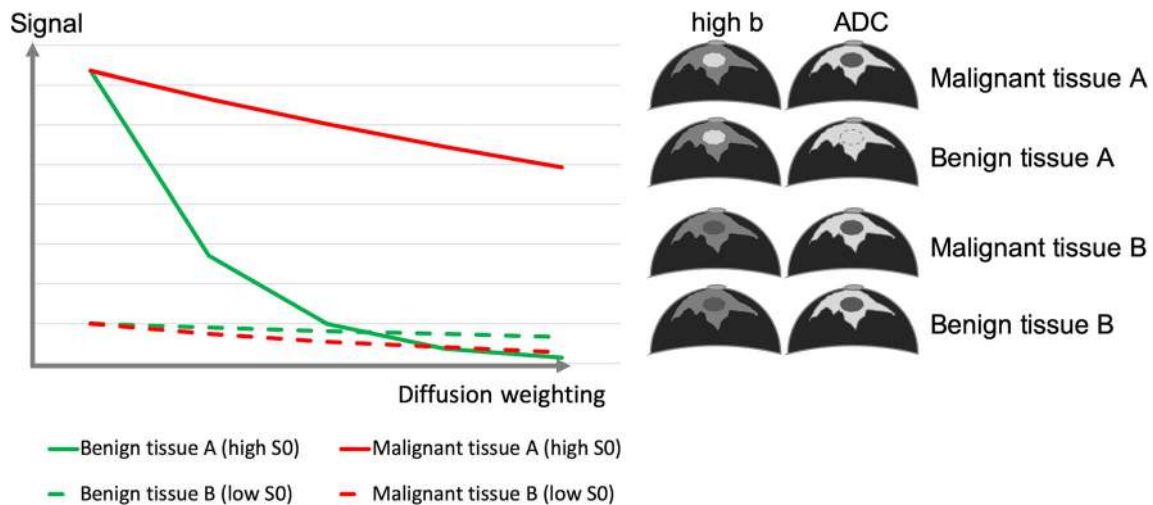 Signal
Diffusion weighting
Benign tissue A (high S0)
Malignant tissue A (high S0)
Benign tissue B (low S0)
Malignant tissue B (low S0)
high b
ADC
Malignant tissue A
Benign tissue A
Malignant tissue B
Benign tissue B